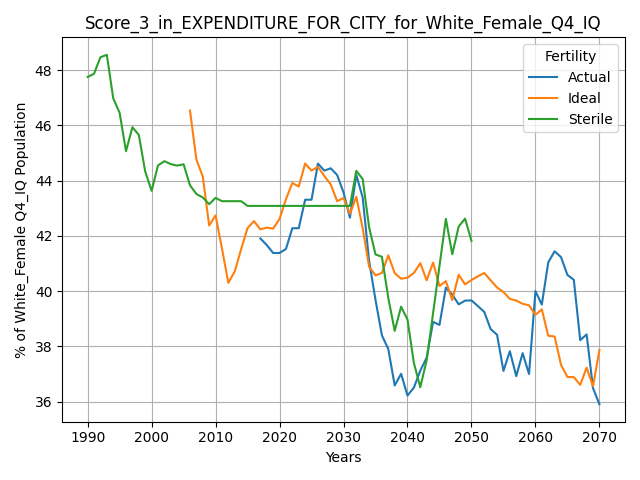 Score_3_in_EXPENDITURE_FOR_CITY_for_White_Female_Q4_IQ
Fertility
Actual
Ideal
Sterile
% of White_Female Q4_IQ Population
48
46
44
42
40
38
36
1990 2000 2010 2020 2030 2040 2050 2060 2070
Years